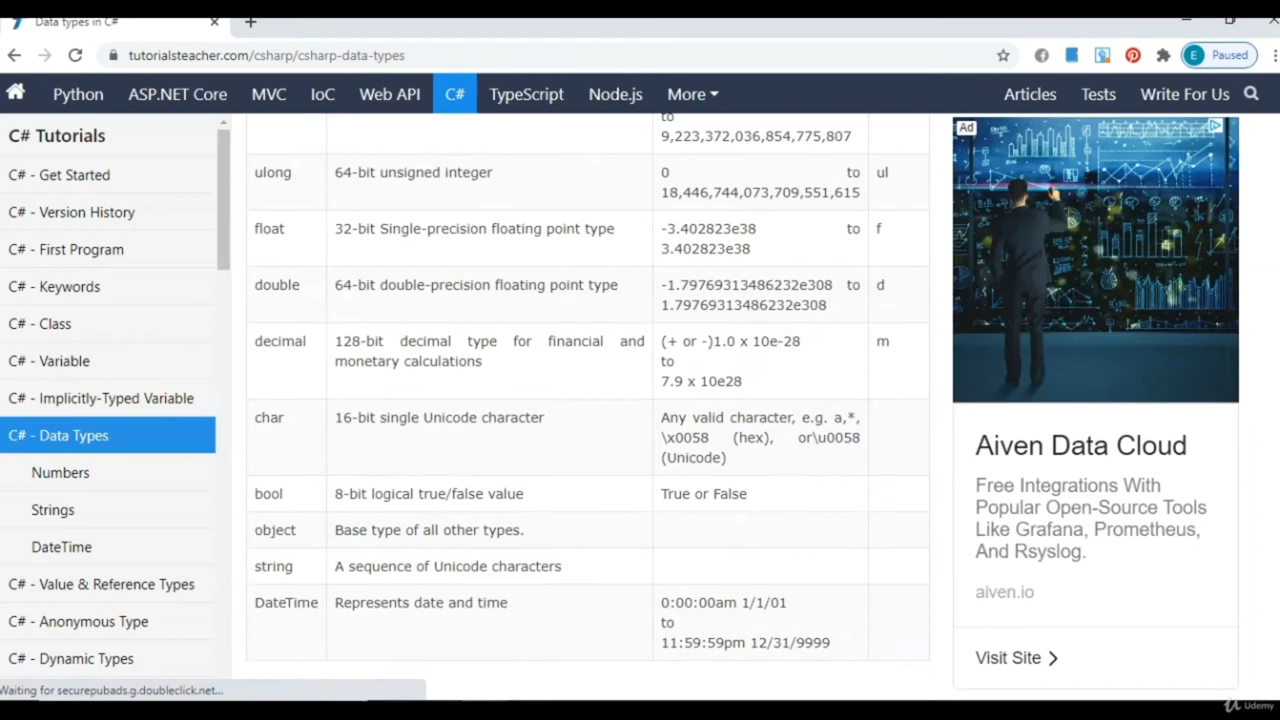 Data types in C#
tutorialsteacher.com/csharp/csharp-data-types
E Paused
Python ASP.NET Core MVC IoC Web API C# TypeScript Node.js More Articles Tests Write For Us
C# Tutorials
C# - Get Started
C# - Version History
C# - First Program
C# - Keywords
C# - Class
C# - Variable
C# - Implicitly-Typed Variable
C# - Data Types
Numbers
Strings
DateTime
C# - Value & Reference Types
C# - Anonymous Type
C# - Dynamic Types
to
9,223,372,036,854,775,807
ulong 64-bit unsigned integer 0 to ul
18,446,744,073,709,551,615
float 32-bit Single-precision floating point type -3.402823e38 to f
3.402823e38
double 64-bit double-precision floating point type -1.79769313486232e308 to d
1.79769313486232e308
decimal 128-bit decimal type for financial and (+ or -)1.0 x 10e-28 m
monetary calculations to
7.9 x 10e28
char 16-bit single Unicode character Any valid character, e.g. a,*,
\x0058 (hex), or\u0058
(Unicode)
bool 8-bit logical true/false value True or False
object Base type of all other types.
string A sequence of Unicode characters
DateTime Represents date and time 0:00:00am 1/1/01
to
11:59:59pm 12/31/9999
Ad
Aiven Data Cloud
Free Integrations With
Popular Open-Source Tools
Like Grafana, Prometheus,
And Rsyslog.
aiven.io
Visit Site
Waiting for securepubads.g.doubleclick.net...
Udemy